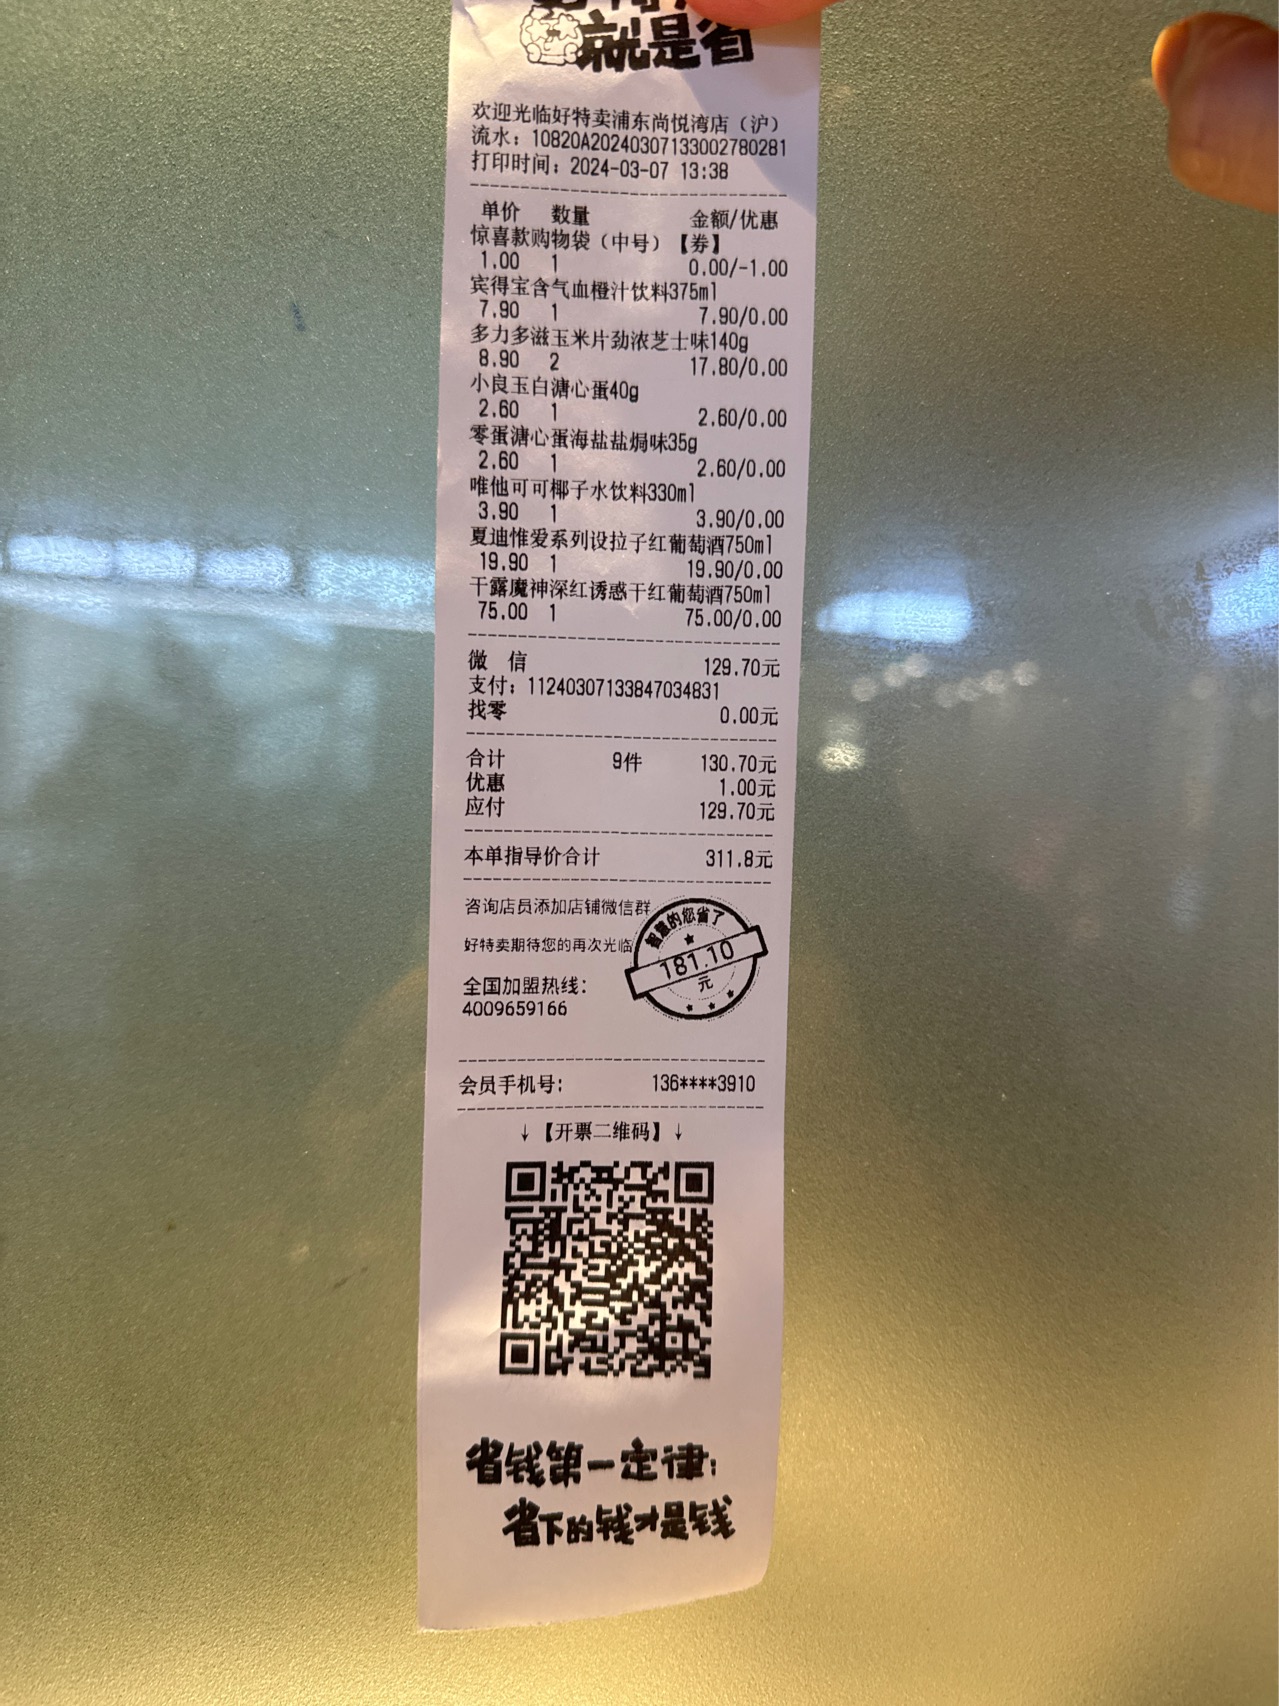 就是省
欢迎光临好特卖浦东尚悦湾店（沪）
流水：10820A20240307133002780281
打印时间：2024-03-07 13:38
单价 数量 金额/优惠
惊喜款购物袋（中号）【券】
1.00 1 0.00/-1.00
宾得宝含气血橙汁饮料375ml
7.90 1 7.90/0.00
多力多滋玉米片劲浓芝士味140g
8.90 2 17.80/0.00
小良玉白溏心蛋40g
2.60 1 2.60/0.00
零蛋溏心蛋海盐盐焗味35g
2.60 1 2.60/0.00
唯他可可椰子水饮料330ml
3.90 1 3.90/0.00
夏迪惟爱系列设拉子红葡萄酒750ml
19.90 1 19.90/0.00
干露魔神深红诱惑干红葡萄酒750ml
75.00 1 75.00/0.00
微 信 129.70元
支付：11240307133847034831
找零 0.00元
合计 9件 130.70元
优惠 1.00元
应付 129.70元
本单指导价合计 311.8元
咨询店员添加店铺微信群
好特卖期待您的再次光临
智慧的您省了
181.10
元
全国加盟热线：
4009659166
会员手机号： 136****3910
↓【开票二维码】↓
省钱第一定律：
省下的钱才是钱